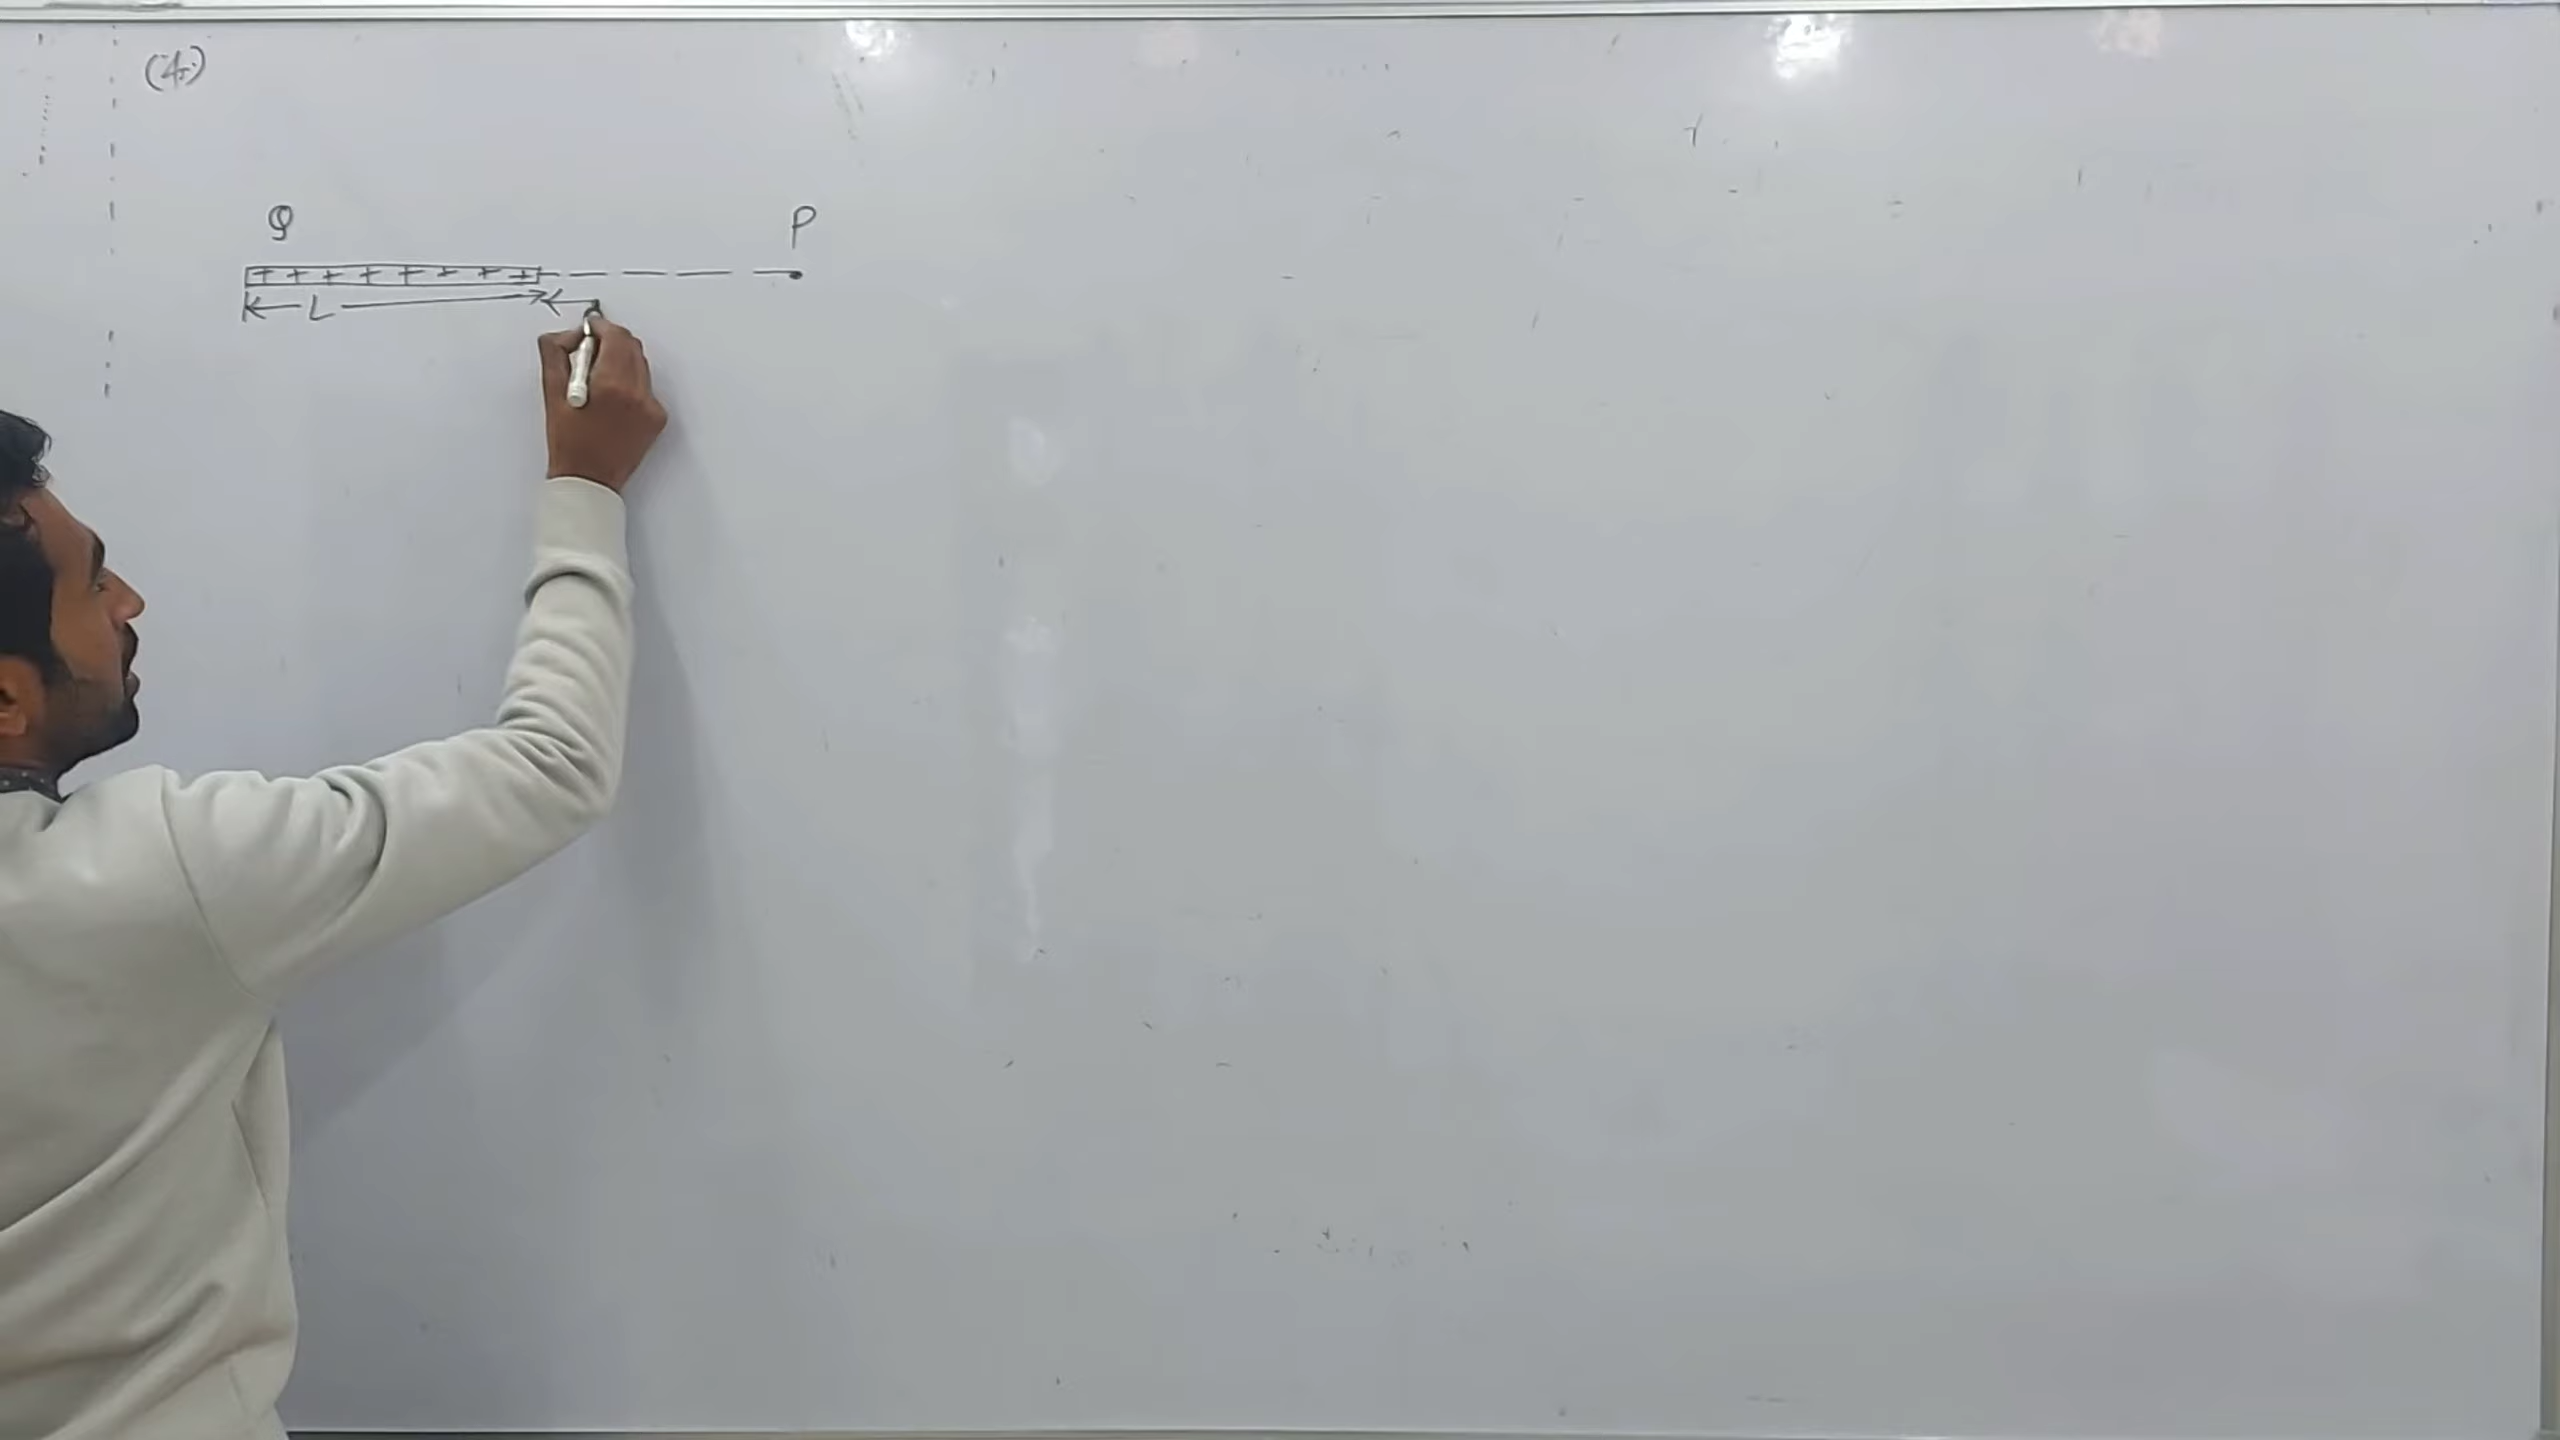 (4)
Q P
+ + + + + + + +
L